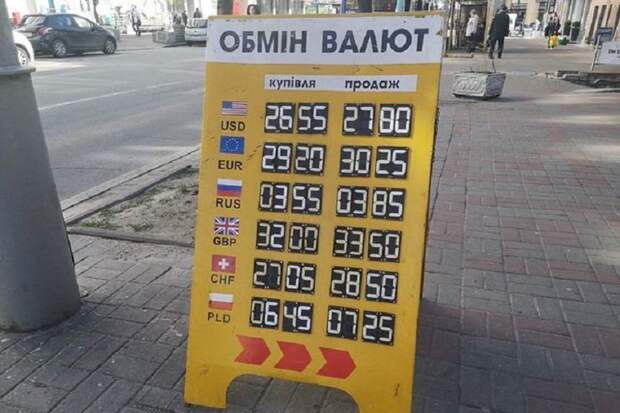 ОБМІН ВАЛЮТ
купівля продаж
USD 26 55 27 80
EUR 29 20 30 25
RUS 03 55 03 85
GBP 32 00 33 50
CHF 27 05 28 50
PLD 06 45 07 25